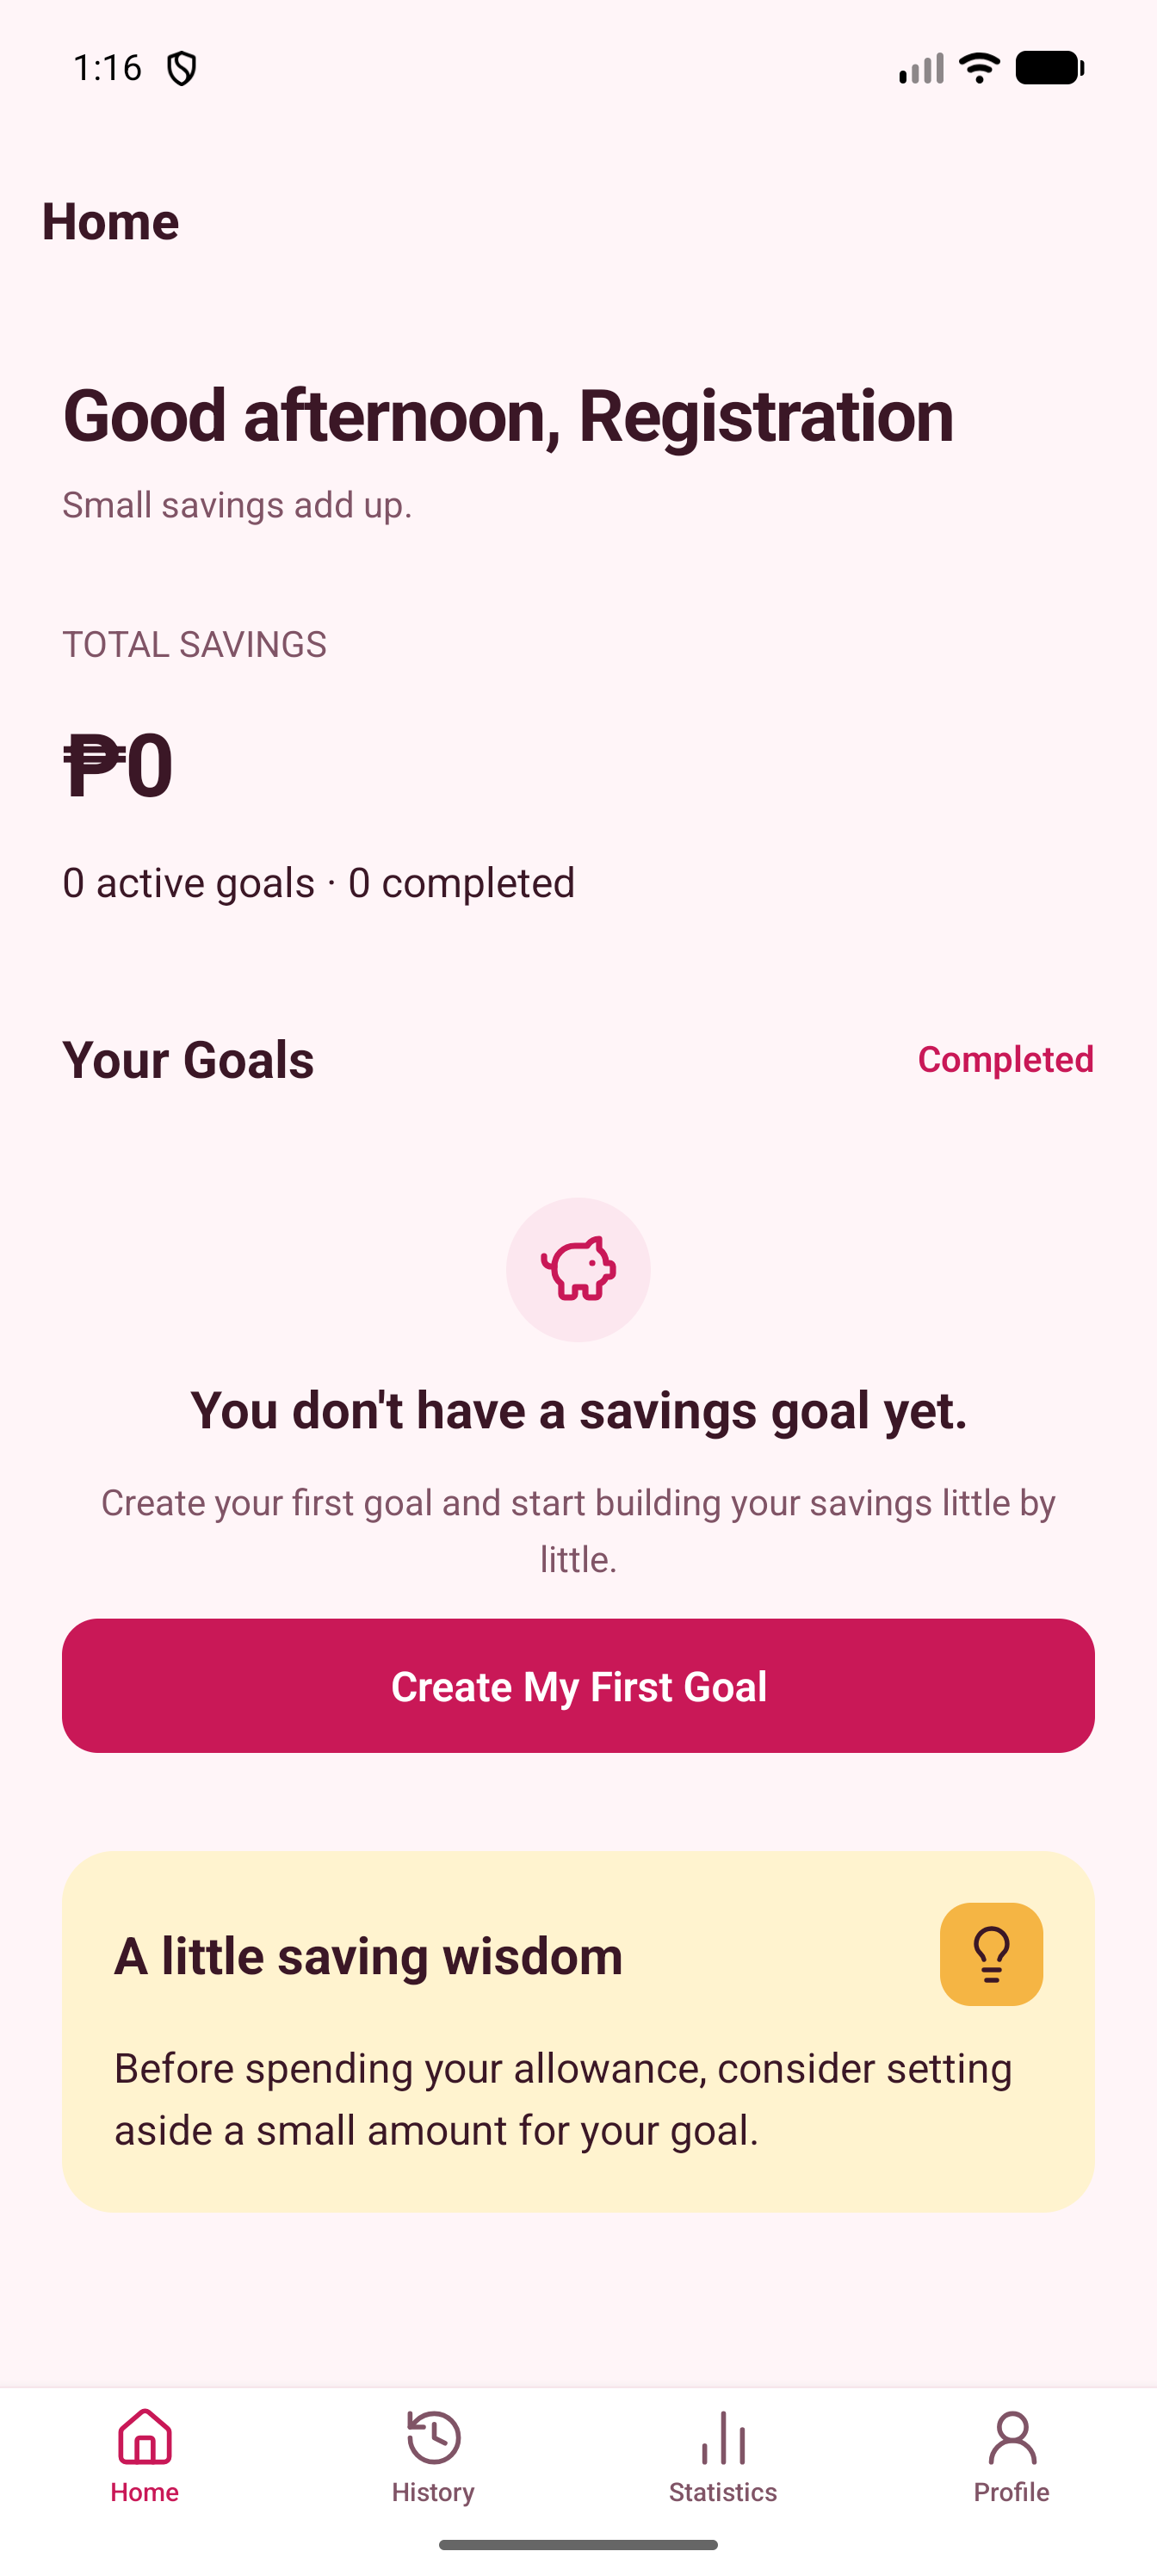 1:16
Home
Good afternoon, Registration
Small savings add up.
TOTAL SAVINGS
₱0
0 active goals · 0 completed
Your Goals
Completed
You don't have a savings goal yet.
Create your first goal and start building your savings little by
little.
Create My First Goal
A little saving wisdom
Before spending your allowance, consider setting
aside a small amount for your goal.
Home
History
Statistics
Profile